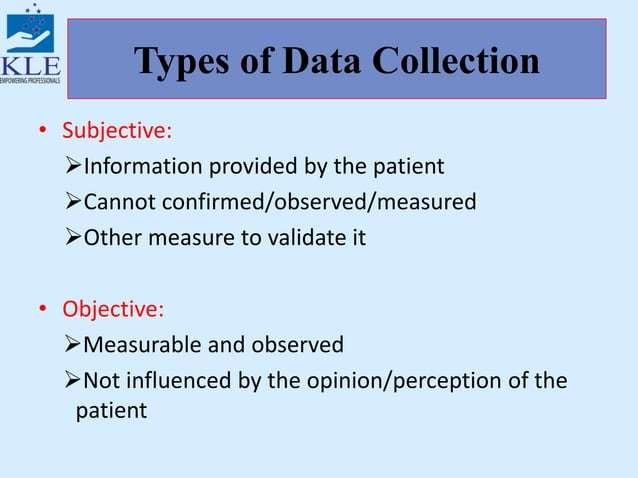 KLE
EMPOWERING PROFESSIONALS
Types of Data Collection
• Subjective:
➢Information provided by the patient
➢Cannot confirmed/observed/measured
➢Other measure to validate it
• Objective:
➢Measurable and observed
➢Not influenced by the opinion/perception of the
patient